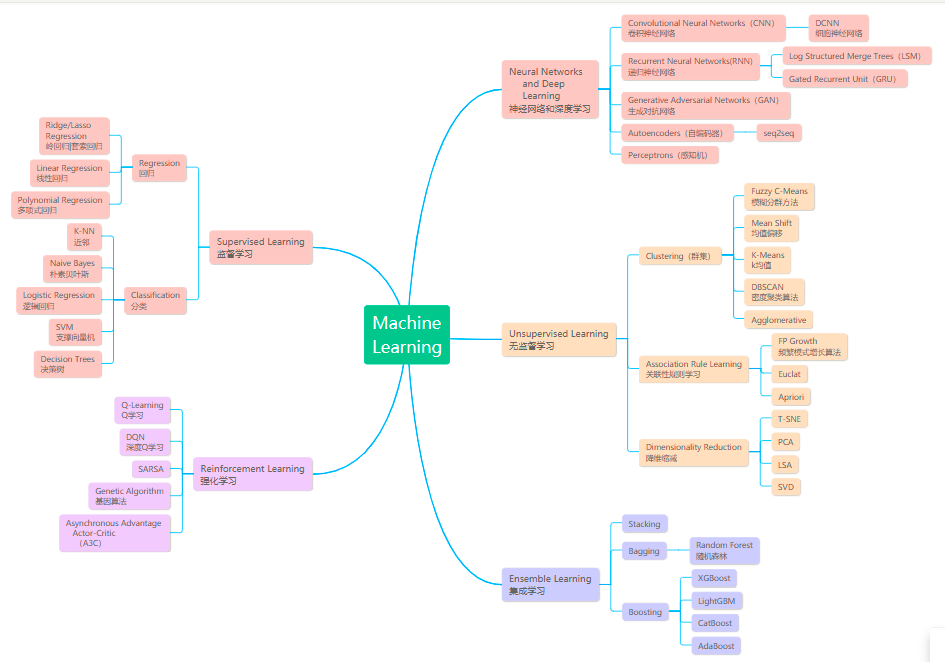 Machine
Learning
Neural Networks
and Deep
Learning
神经网络和深度学习
Convolutional Neural Networks（CNN）
卷积神经网络
DCNN
细胞神经网络
Recurrent Neural Networks(RNN)
递归神经网络
Log Structured Merge Trees（LSM）
Gated Recurrent Unit（GRU）
Generative Adversarial Networks（GAN）
生成对抗网络
Autoencoders（自编码器）
seq2seq
Perceptrons（感知机）
Supervised Learning
监督学习
Regression
回归
Ridge/Lasso
Regression
岭回归|套索回归
Linear Regression
线性回归
Polynomial Regression
多项式回归
Classification
分类
K-NN
近邻
Naive Bayes
朴素贝叶斯
Logistic Regression
逻辑回归
SVM
支撑向量机
Decision Trees
决策树
Unsupervised Learning
无监督学习
Clustering（群集）
Fuzzy C-Means
模糊分群方法
Mean Shift
均值偏移
K-Means
k均值
DBSCAN
密度聚类算法
Agglomerative
Association Rule Learning
关联性规则学习
FP Growth
频繁模式增长算法
Euclat
Apriori
Dimensionality Reduction
降维缩减
T-SNE
PCA
LSA
SVD
Reinforcement Learning
强化学习
Q-Learning
Q学习
DQN
深度Q学习
SARSA
Genetic Algorithm
基因算法
Asynchronous Advantage
Actor-Critic
（A3C）
Ensemble Learning
集成学习
Stacking
Bagging
Random Forest
随机森林
Boosting
XGBoost
LightGBM
CatBoost
AdaBoost